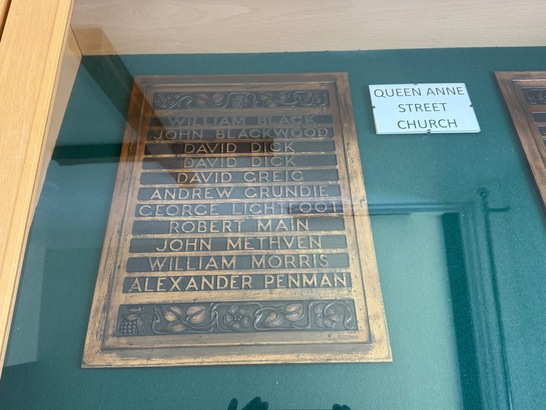 WILLIAM BLACK
JOHN BLACKWOOD
DAVID DICK
DAVID DICK
DAVID GREIG
ANDREW GRUNDIE
GEORGE LIGHTFOOT
ROBERT MAIN
JOHN METHVEN
WILLIAM MORRIS
ALEXANDER PENMAN
QUEEN ANNE
STREET
CHURCH